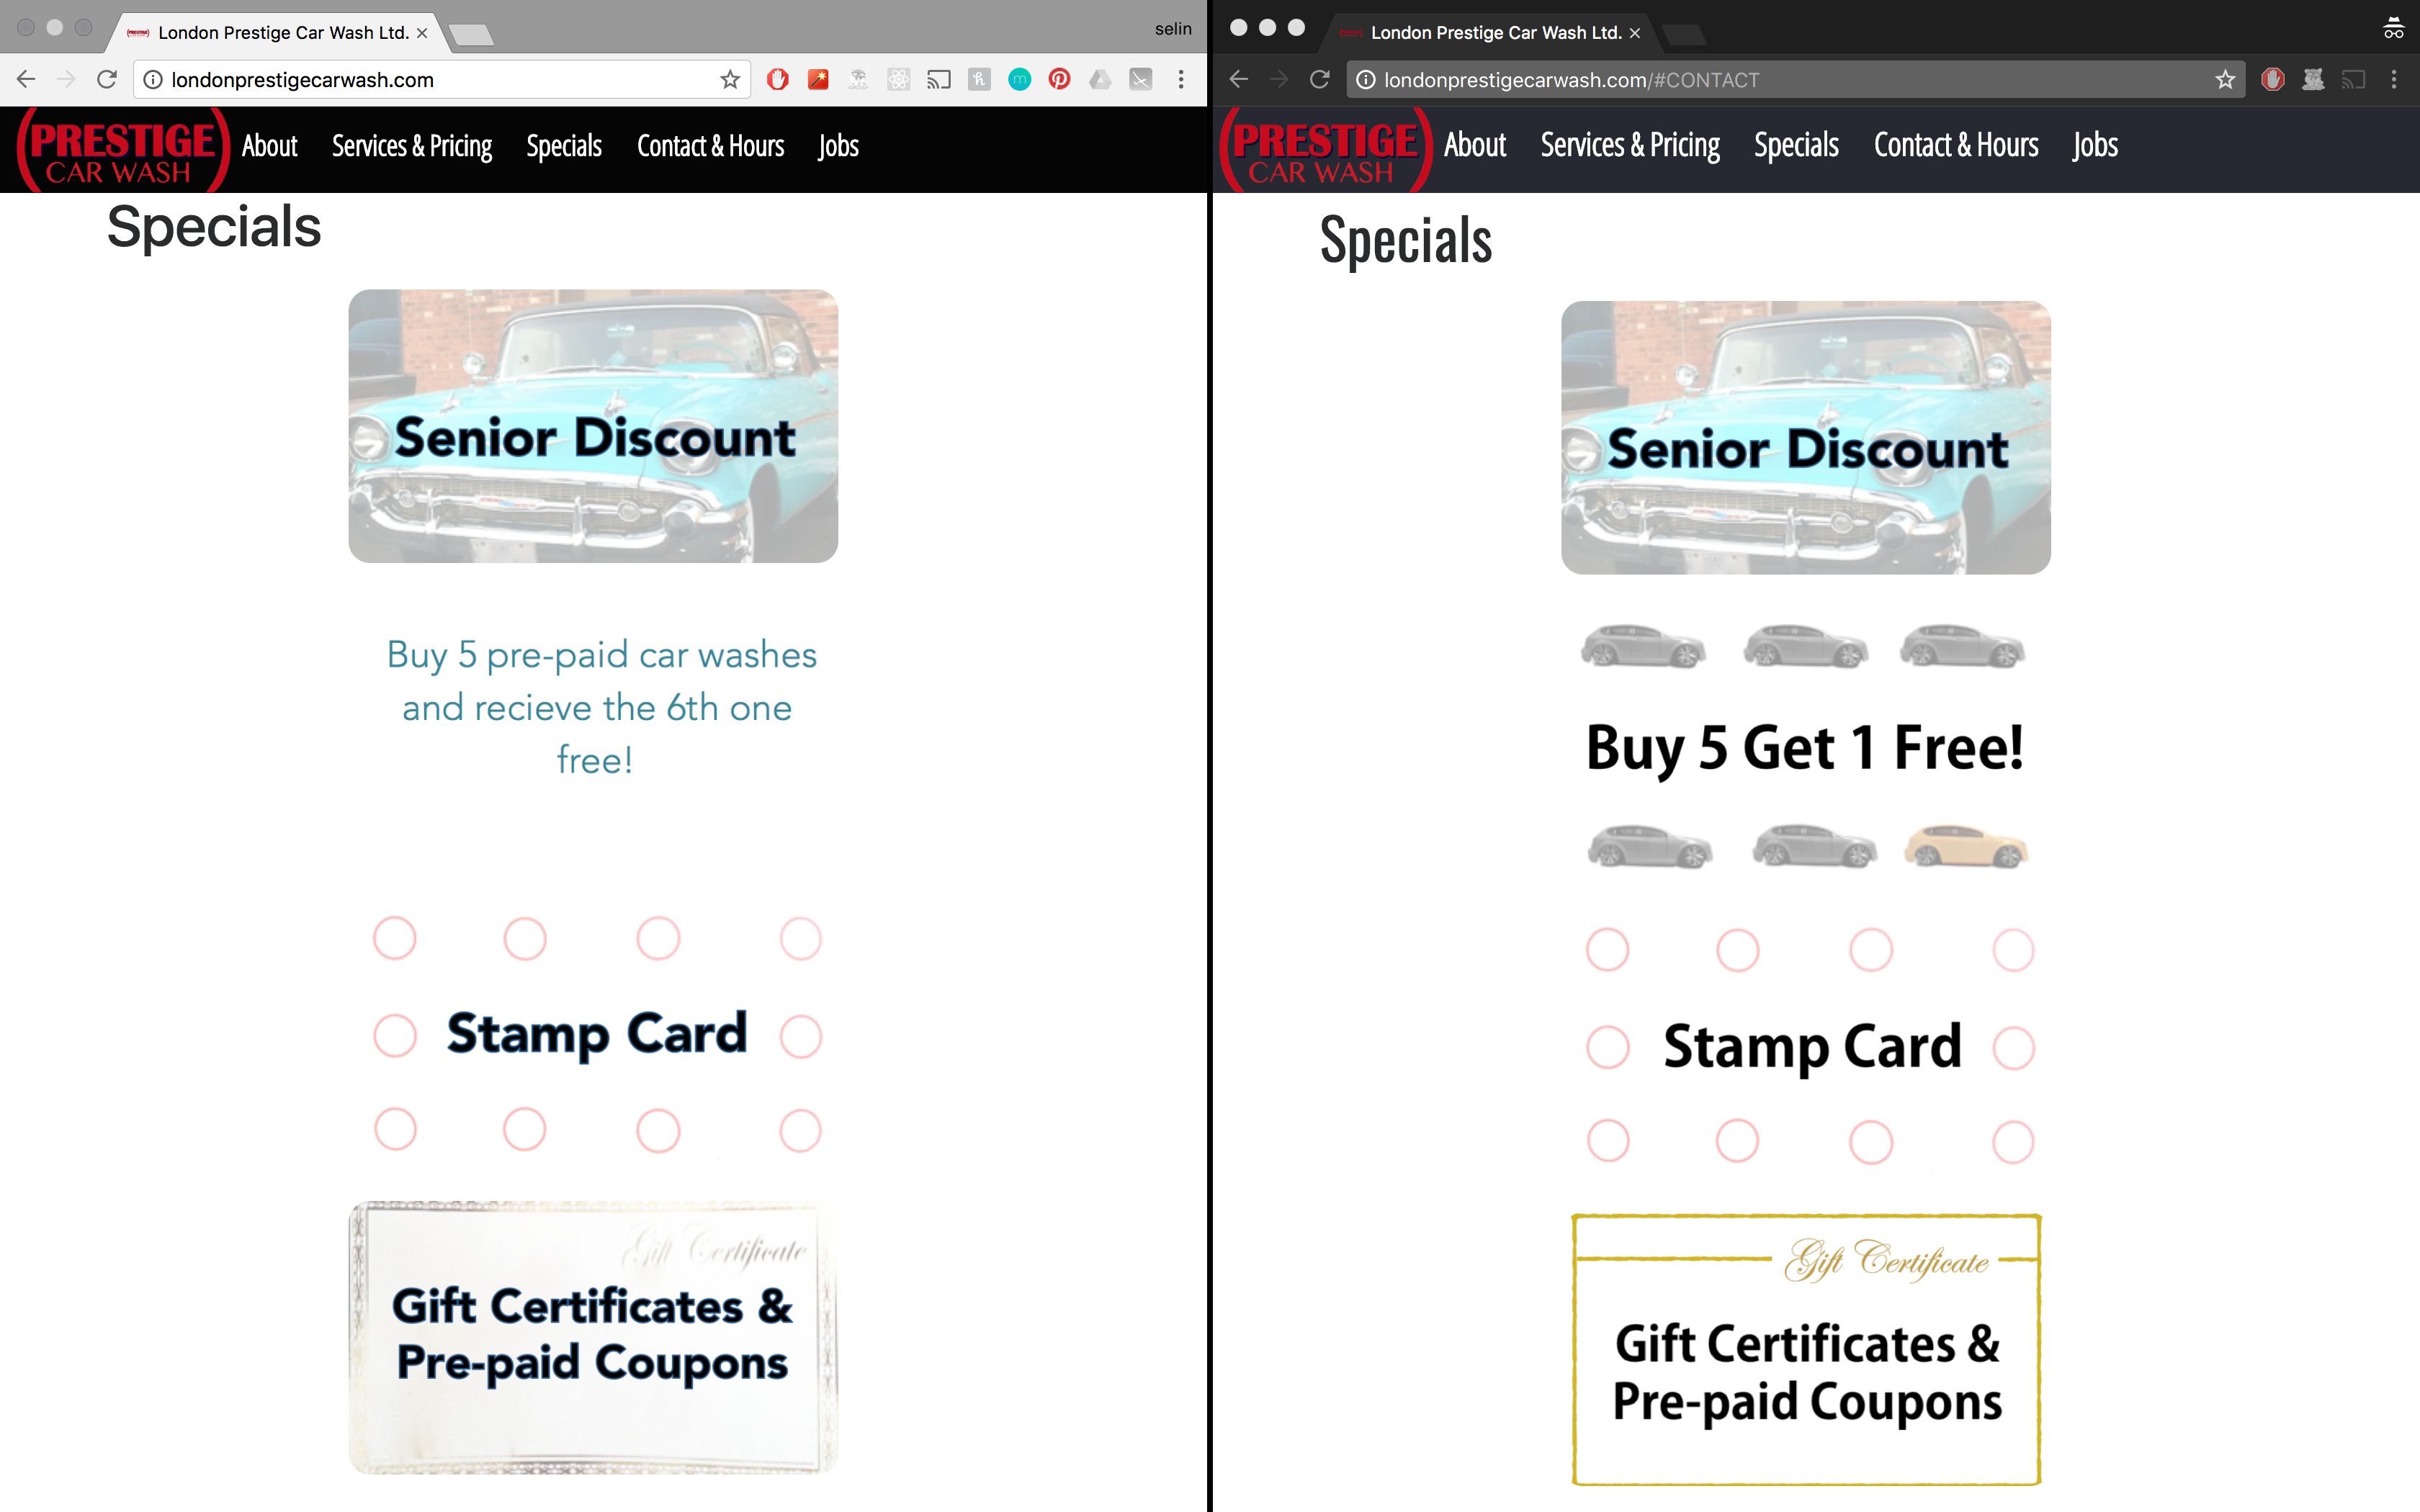 London Prestige Car Wash Ltd.
selin
londonprestigecarwash.com
PRESTIGE
CAR WASH
About Services & Pricing Specials Contact & Hours Jobs
Specials
Senior Discount
Buy 5 pre-paid car washes
and recieve the 6th one
free!
Stamp Card
Gift Certificate
Gift Certificates &
Pre-paid Coupons
London Prestige Car Wash Ltd.
londonprestigecarwash.com/#CONTACT
PRESTIGE
CAR WASH
About Services & Pricing Specials Contact & Hours Jobs
Specials
Senior Discount
Buy 5 Get 1 Free!
Stamp Card
Gift Certificate
Gift Certificates &
Pre-paid Coupons